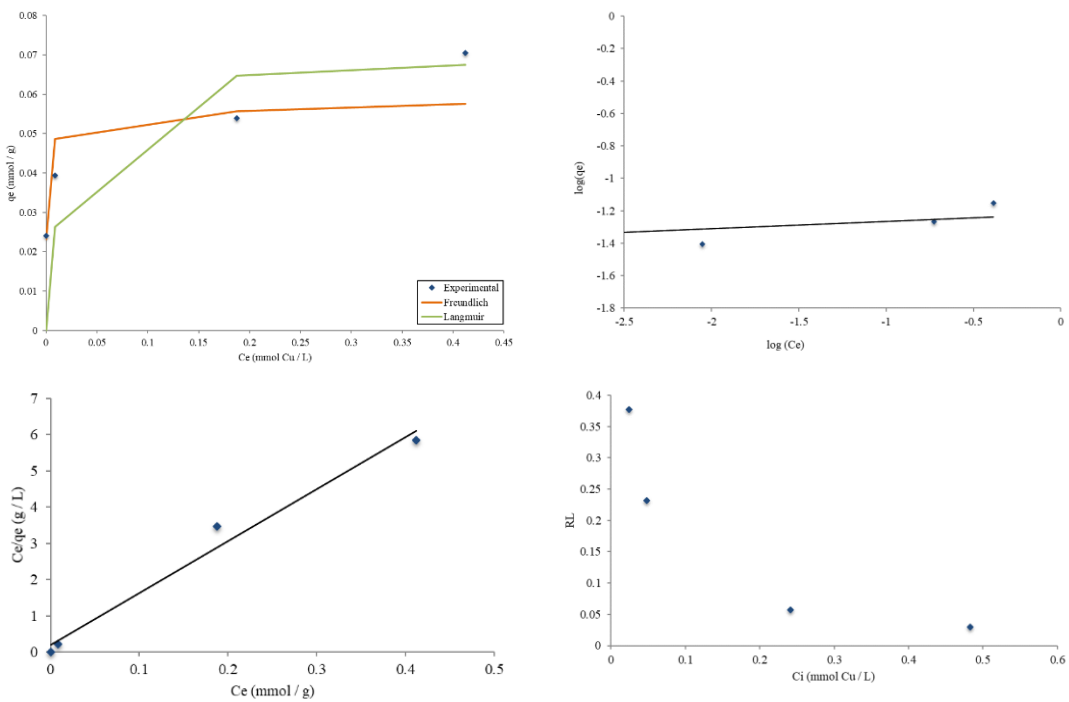 0.08
0.07
0.06
0.05
0.04
0.03
0.02
0.01
0
qe (mmol / g)
0 0.05 0.1 0.15 0.2 0.25 0.3 0.35 0.4 0.45
Ce (mmol Cu / L)
Experimental
Freundlich
Langmuir
0
-0.2
-0.4
-0.6
-0.8
-1
-1.2
-1.4
-1.6
-1.8
log(qe)
-2.5 -2 -1.5 -1 -0.5 0
log (Ce)
7
6
5
4
3
2
1
0
Ce/qe (g / L)
0 0.1 0.2 0.3 0.4 0.5
Ce (mmol / g)
0.4
0.35
0.3
0.25
0.2
0.15
0.1
0.05
0
RL
0 0.1 0.2 0.3 0.4 0.5 0.6
Ci (mmol Cu / L)